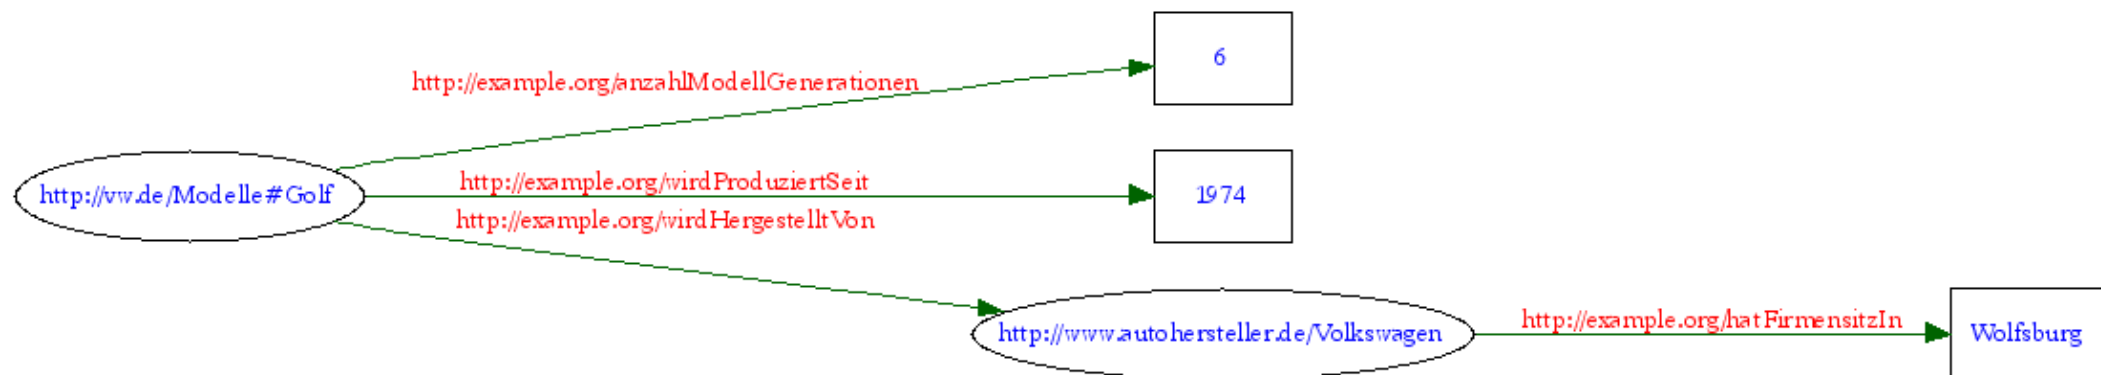 6
http://example.org/anzahlModellGenerationen
http://vw.de/Modelle#Golf
http://example.org/wirdProduziertSeit
1974
http://example.org/wirdHergestelltVon
http://www.autohersteller.de/Volkswagen
http://example.org/hatFirmensitzIn
Wolfsburg